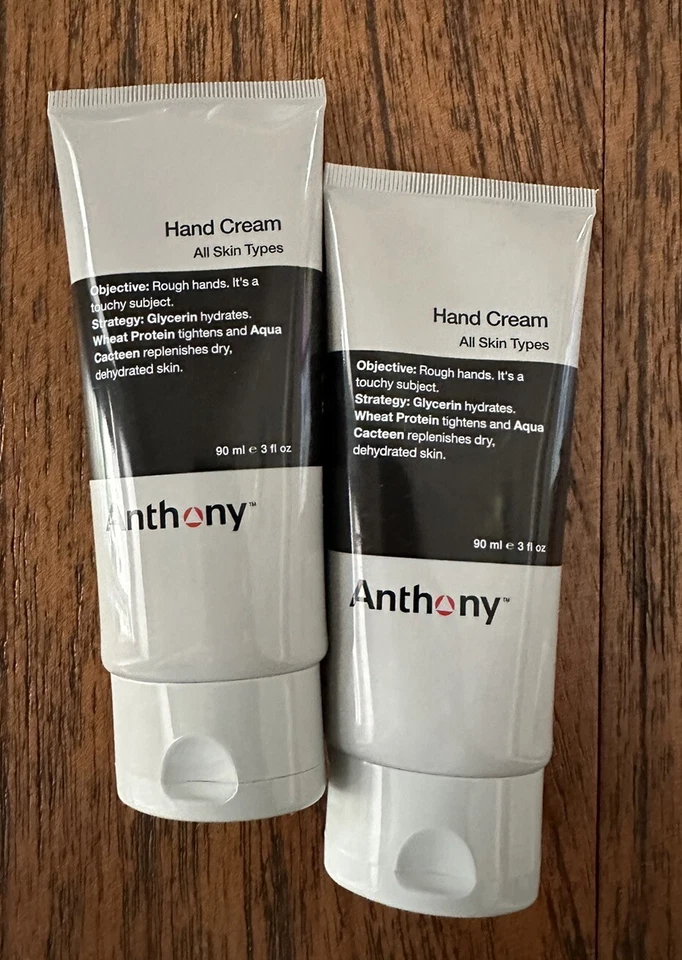 Hand Cream
All Skin Types
Objective: Rough hands. It's a
touchy subject.
Strategy: Glycerin hydrates.
Wheat Protein tightens and Aqua
Cacteen replenishes dry,
dehydrated skin.
90 ml e 3 fl oz
Anthony™
Hand Cream
All Skin Types
Objective: Rough hands. It's a
touchy subject.
Strategy: Glycerin hydrates.
Wheat Protein tightens and Aqua
Cacteen replenishes dry,
dehydrated skin.
90 ml e 3 fl oz
Anthony™